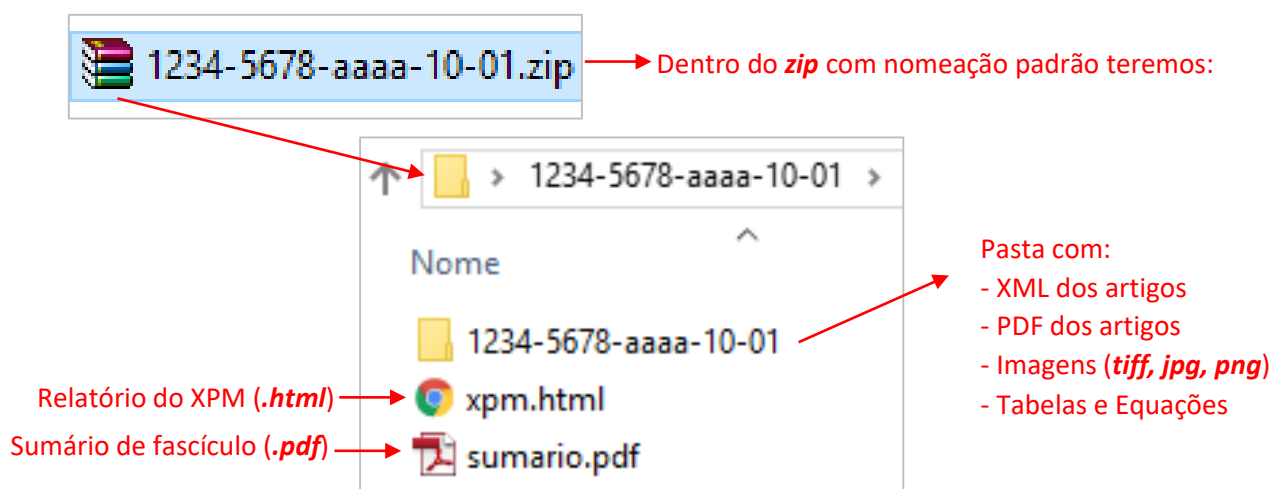 1234-5678-aaaa-10-01.zip
Dentro do zip com nomeação padrão teremos:
1234-5678-aaaa-10-01
Nome
1234-5678-aaaa-10-01
xpm.html
sumario.pdf
Pasta com:
- XML dos artigos
- PDF dos artigos
- Imagens (tiff, jpg, png)
- Tabelas e Equações
Relatório do XPM (.html)
Sumário de fascículo (.pdf)